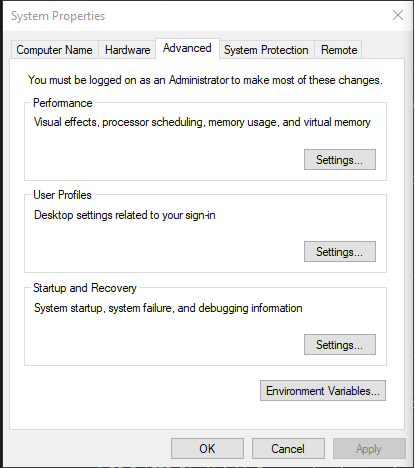 System Properties
Computer Name Hardware Advanced System Protection Remote
You must be logged on as an Administrator to make most of these changes.
Perfomance
Visual effects, processor scheduling, memory usage, and virtual memory
Settings...
User Profiles
Desktop settings related to your sign-in
Settings...
Startup and Recovery
System startup, system failure, and debugging information
Settings...
Environment Variables...
OK Cancel Apply